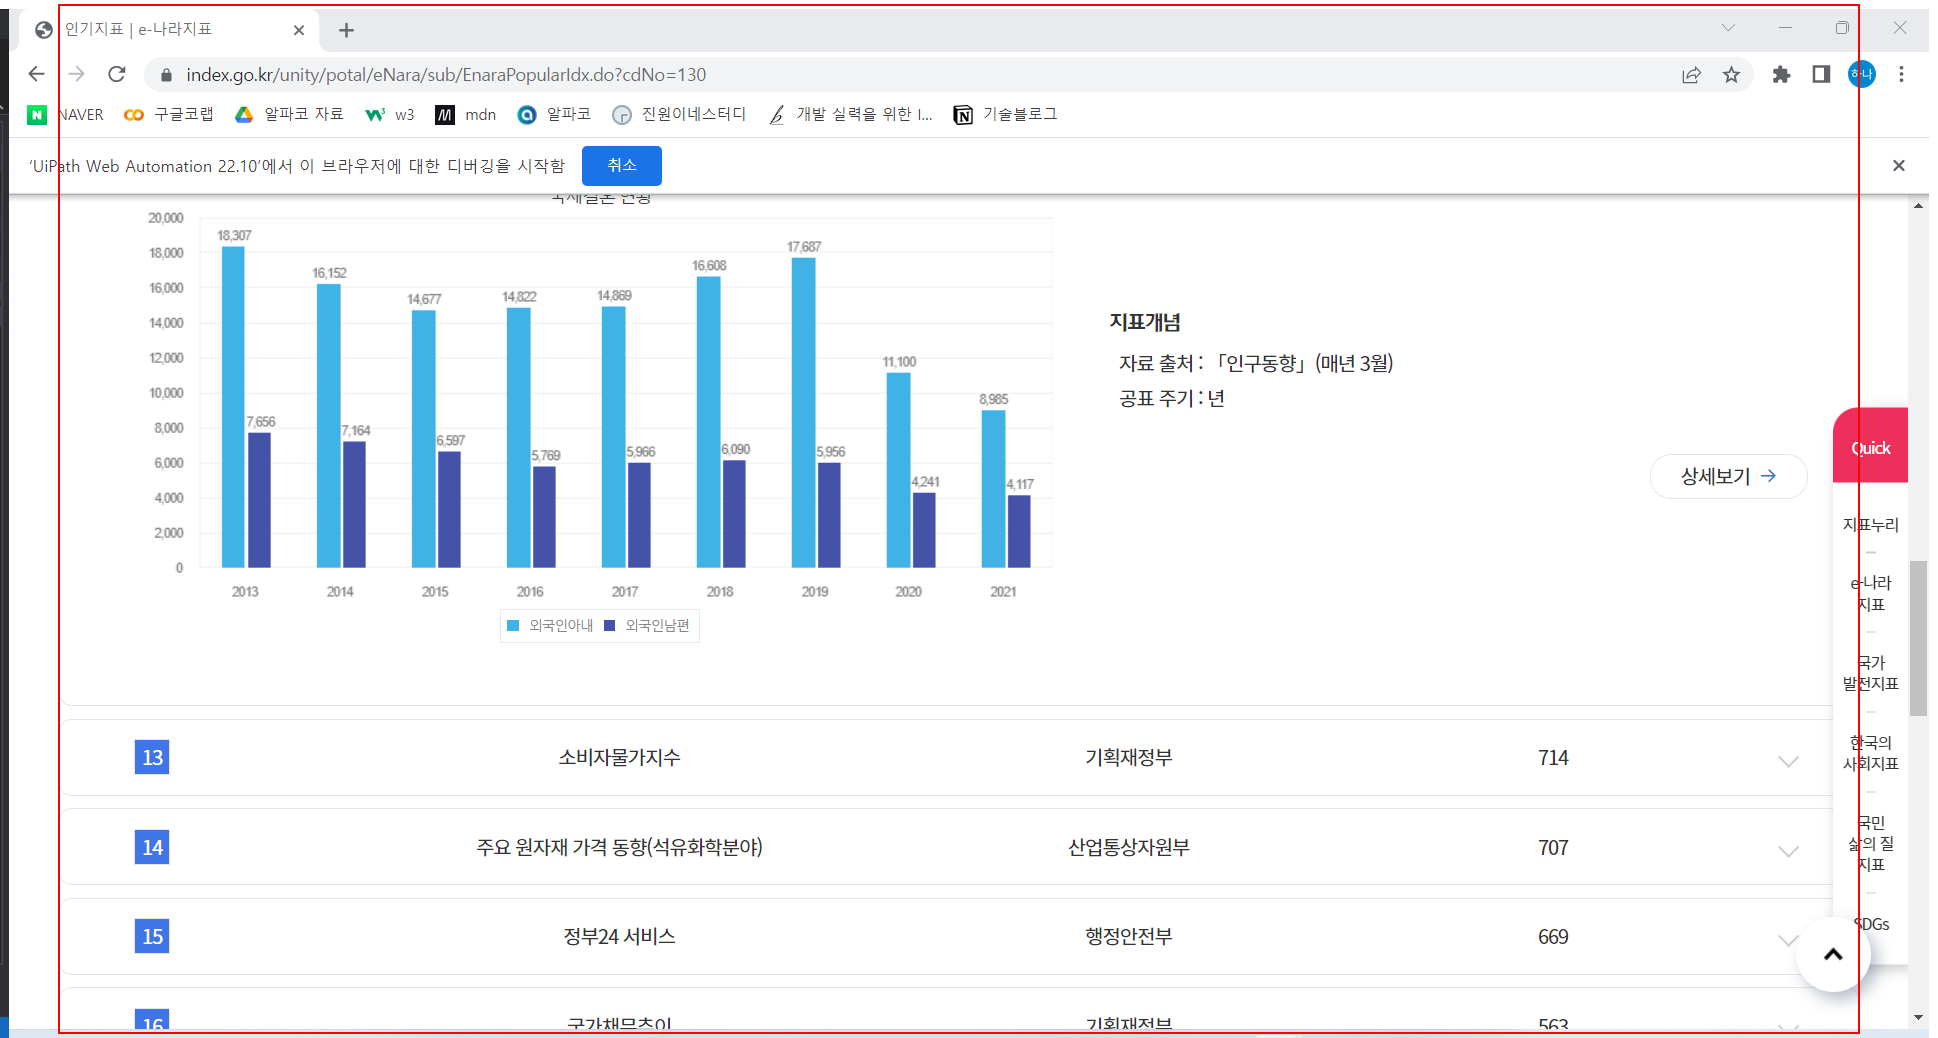 인기지표 | e-나라지표
index.go.kr/unity/potal/eNara/sub/EnaraPopularIdx.do?cdNo=130
하나
NAVER 구글코랩 알파코 자료 w3 mdn 알파코 진원이네스터디 개발 실력을 위한 I... 기술블로그
'UiPath Web Automation 22.10'에서 이 브라우저에 대한 디버깅을 시작함 취소
국제결혼 현황
20,000
18,000
16,000
14,000
12,000
10,000
8,000
6,000
4,000
2,000
0
18,307 7,656
16,152 7,164
14,677 6,597
14,822 5,769
14,869 5,966
16,608 6,090
17,687 5,956
11,100 4,241
8,985 4,117
2013 2014 2015 2016 2017 2018 2019 2020 2021
외국인아내 외국인남편
지표개념
자료 출처 : 「인구동향」(매년 3월)
공표 주기 : 년
상세보기 →
Quick
지표누리
e-나라
지표
국가
발전지표
한국의
사회지표
국민
삶의 질
지표
SDGs
13 소비자물가지수 기획재정부 714
14 주요 원자재 가격 동향(석유화학분야) 산업통상자원부 707
15 정부24 서비스 행정안전부 669
16 국가채무추이 기획재정부 563